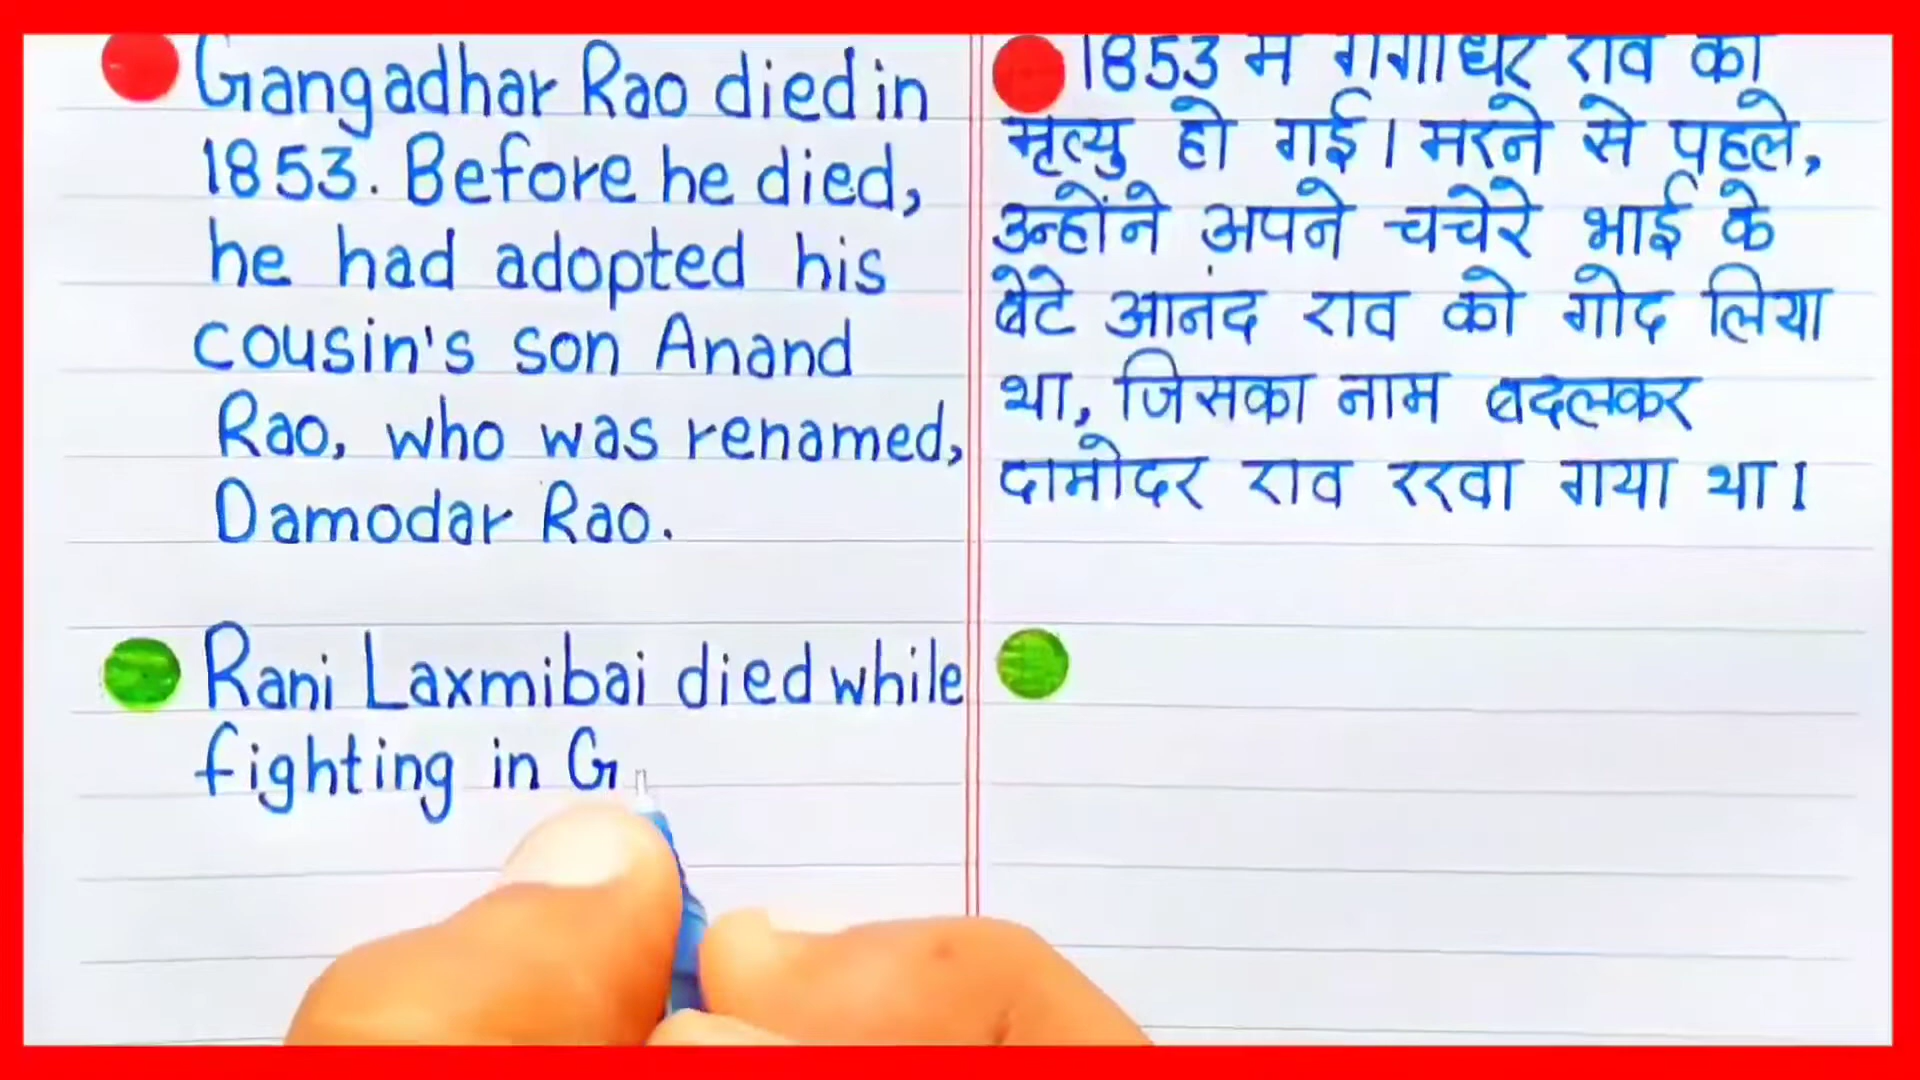 Gangadhar Rao died in
1853. Before he died,
he had adopted his
cousin's son Anand
Rao, who was renamed,
Damodar Rao.
Rani Laxmibai died while
fighting in G
1853 में गंगाधर राव की
मृत्यु हो गई। मरने से पहले,
उन्होंने अपने चचेरे भाई के
बेटे आनंद राव को गोद लिया
था, जिसका नाम बदलकर
दामोदर राव रखा गया था।